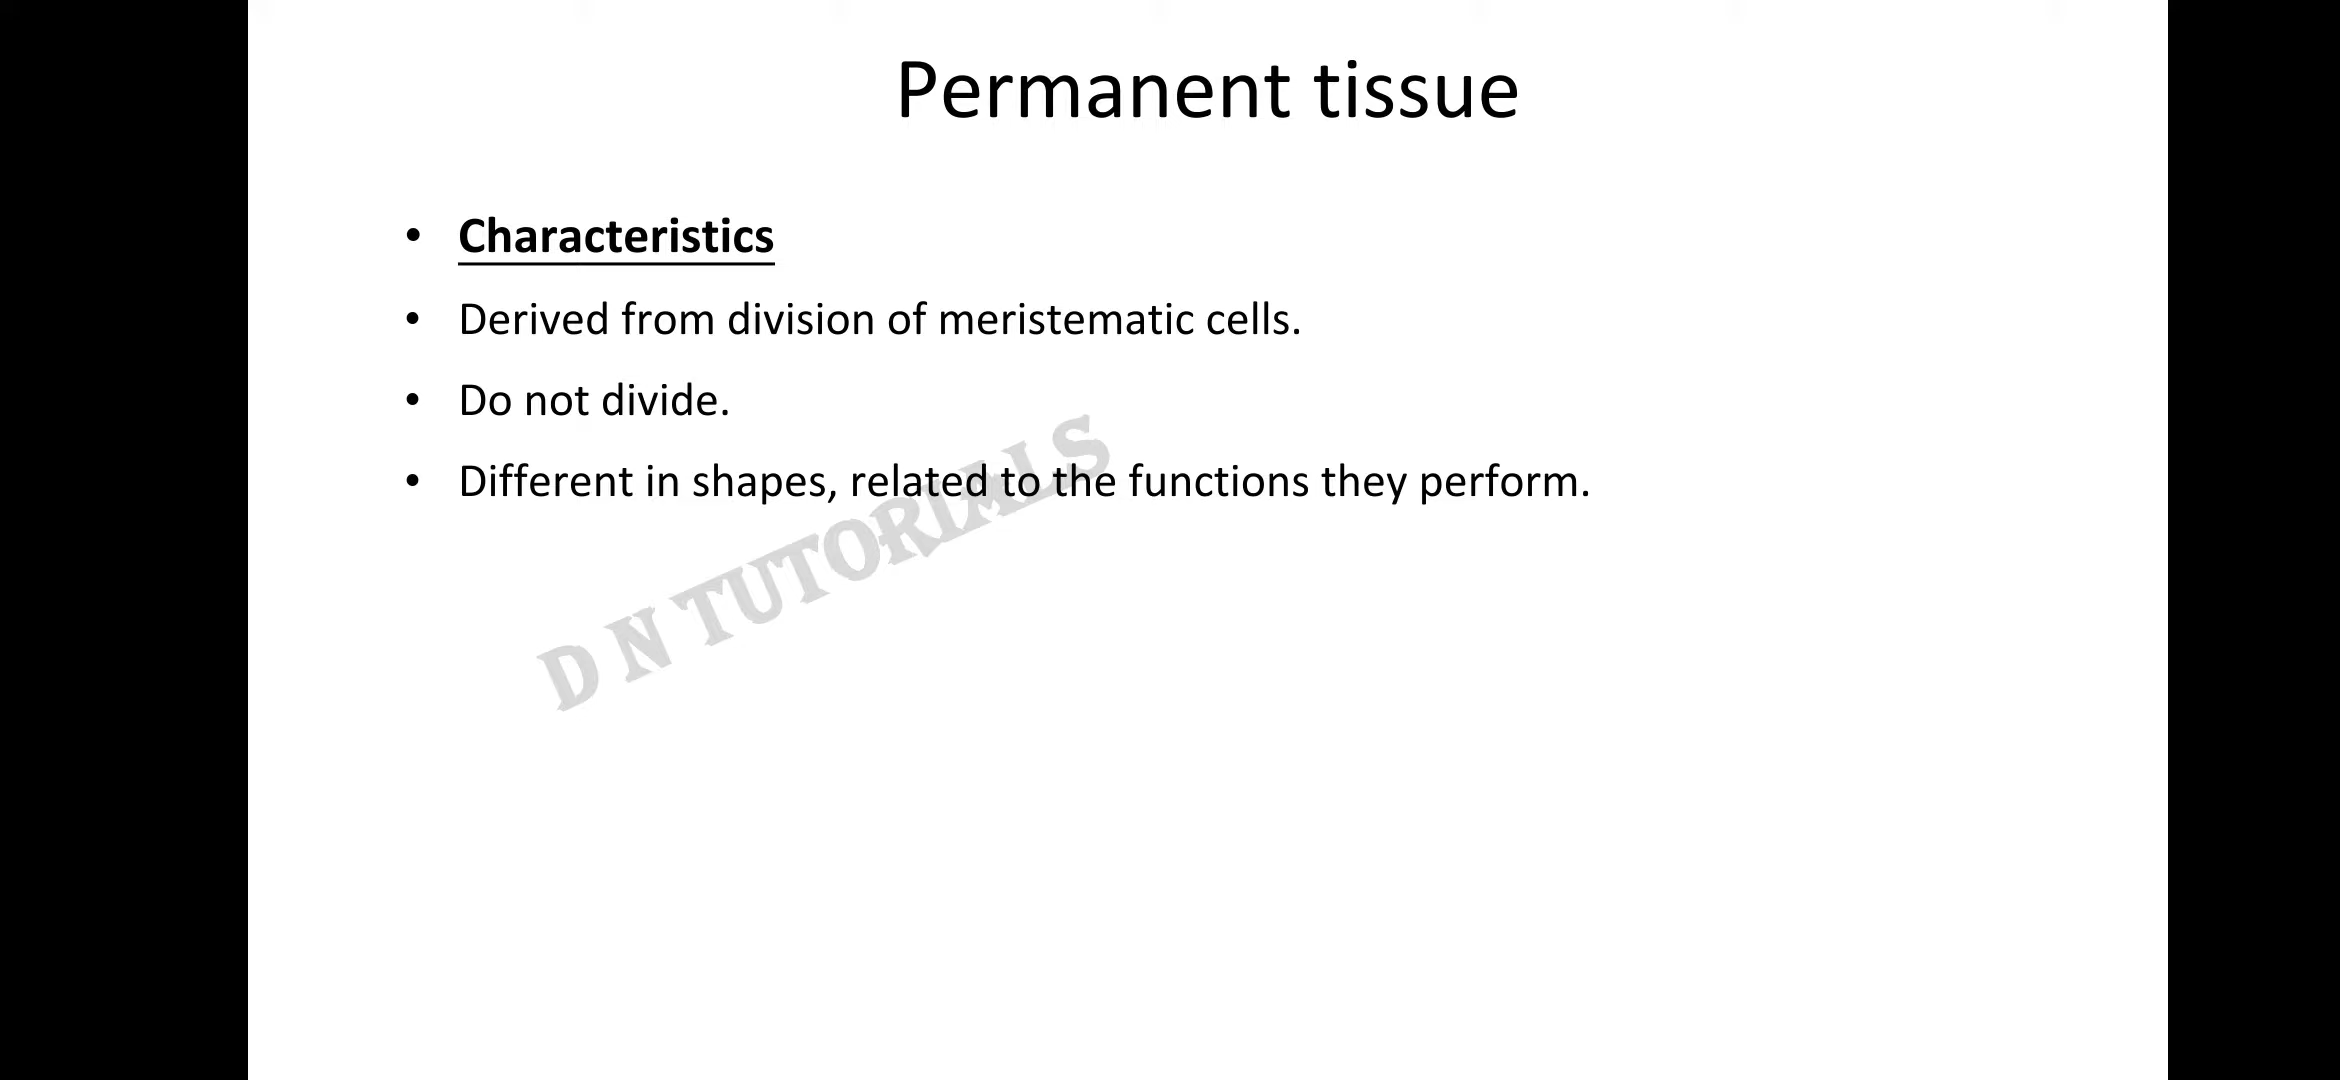 Permanent tissue
• Characteristics
• Derived from division of meristematic cells.
• Do not divide.
• Different in shapes, related to the functions they perform.
D N TUTORIALS